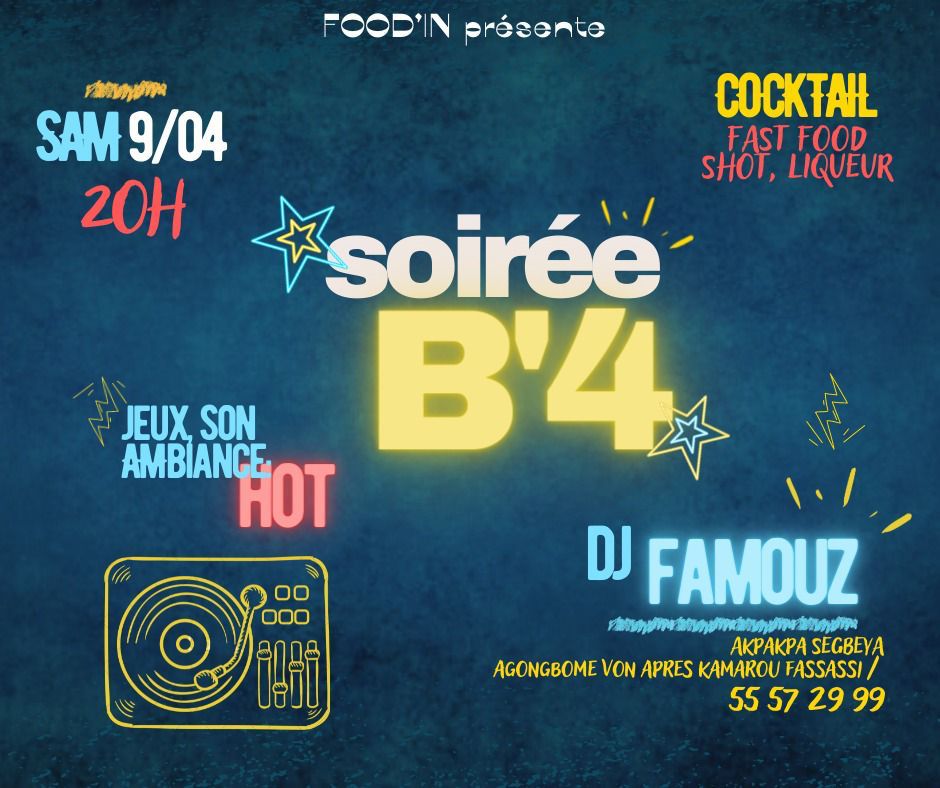 FOOD'IN présente
SAM 9/04
20H
COCKTAIL
FAST FOOD
SHOT, LIQUEUR
soirée
B'4
JEUX, SON
AMBIANCE,
HOT
DJ FAMOUZ
AKPAKPA SEGBEYA
AGONGBOME VON APRES KAMAROU FASSASSI /
55 57 29 99